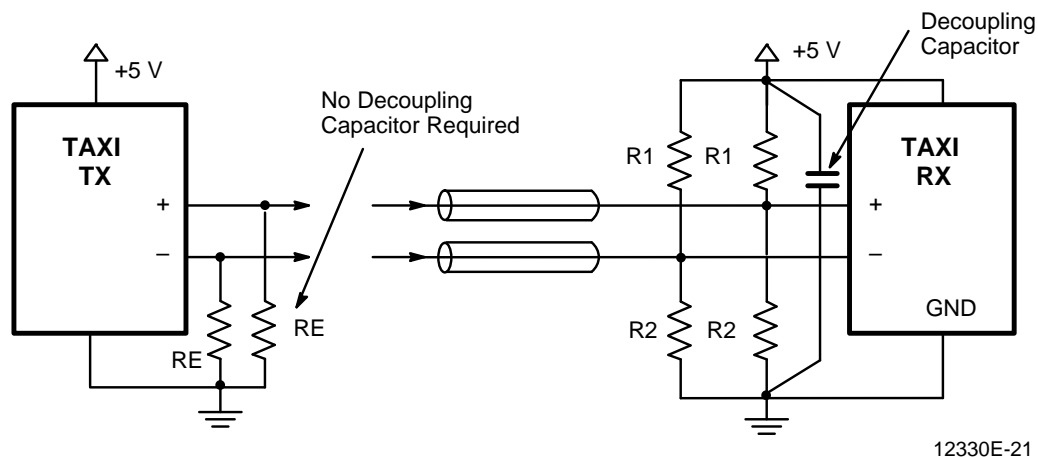 Decoupling
Capacitor
+5 V
+5 V
No Decoupling
Capacitor Required
TAXI
TX
R1
R1
TAXI
RX
+
+
–
–
RE
RE
R2
R2
GND
12330E-21